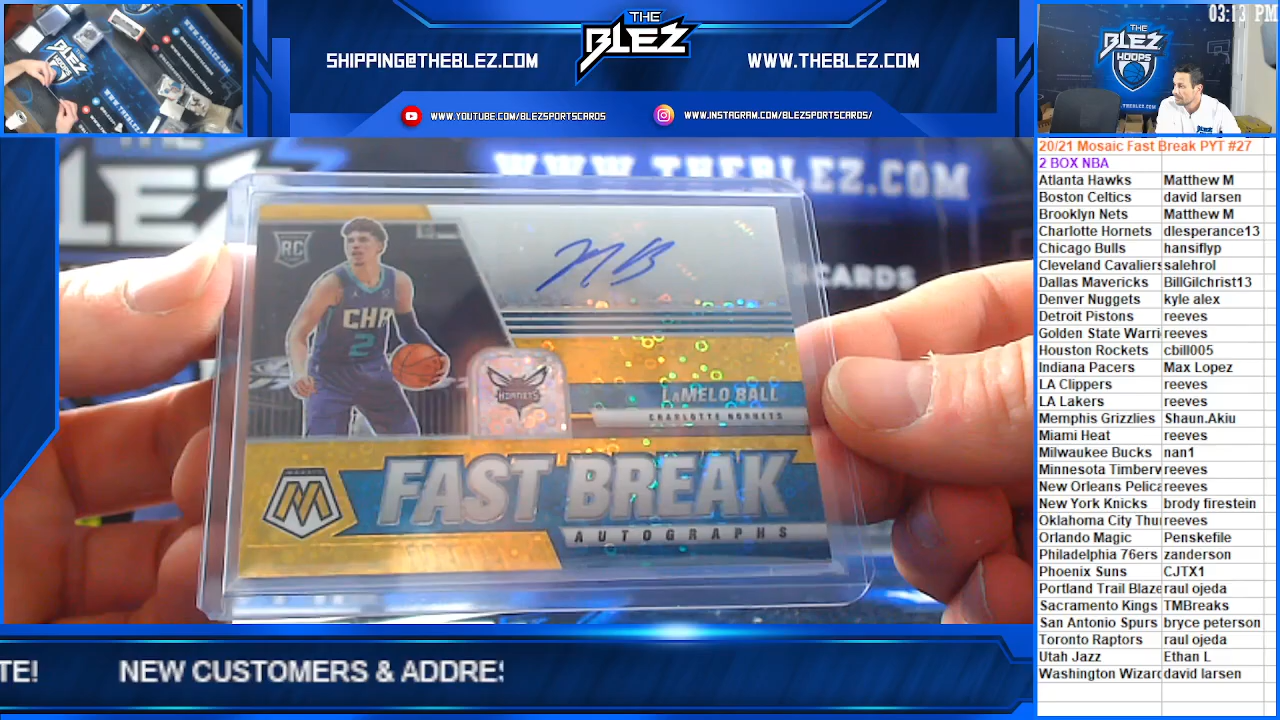 03:13 PM
THE
BLEZ
SHIPPING@THEBLEZ.COM
WWW.THEBLEZ.COM
WWW.YOUTUBE.COM/BLEZSPORTSCARDS
WWW.INSTAGRAM.COM/BLEZSPORTSCARDS/
THE
BLEZ
HOOPS
WWW.THEBLEZ.COM
RC
CHA
2
HORNETS
LaMELO BALL
CHARLOTTE HORNETS
MOSAIC
M
FAST BREAK
AUTOGRAPHS
20/21 Mosaic Fast Break PYT #27
2 BOX NBA
Atlanta Hawks Matthew M
Boston Celtics david larsen
Brooklyn Nets Matthew M
Charlotte Hornets dlesperance13
Chicago Bulls hansiflyp
Cleveland Cavaliers salehrol
Dallas Mavericks BillGilchrist13
Denver Nuggets kyle alex
Detroit Pistons reeves
Golden State Warri reeves
Houston Rockets cbill005
Indiana Pacers Max Lopez
LA Clippers reeves
LA Lakers reeves
Memphis Grizzlies Shaun.Akiu
Miami Heat reeves
Milwaukee Bucks nan1
Minnesota Timberw reeves
New Orleans Pelica reeves
New York Knicks brody firestein
Oklahoma City Thu reeves
Orlando Magic Penskefile
Philadelphia 76ers zanderson
Phoenix Suns CJTX1
Portland Trail Blaze raul ojeda
Sacramento Kings TMBreaks
San Antonio Spurs bryce peterson
Toronto Raptors raul ojeda
Utah Jazz Ethan L
Washington Wizard david larsen
TE! NEW CUSTOMERS & ADDRES